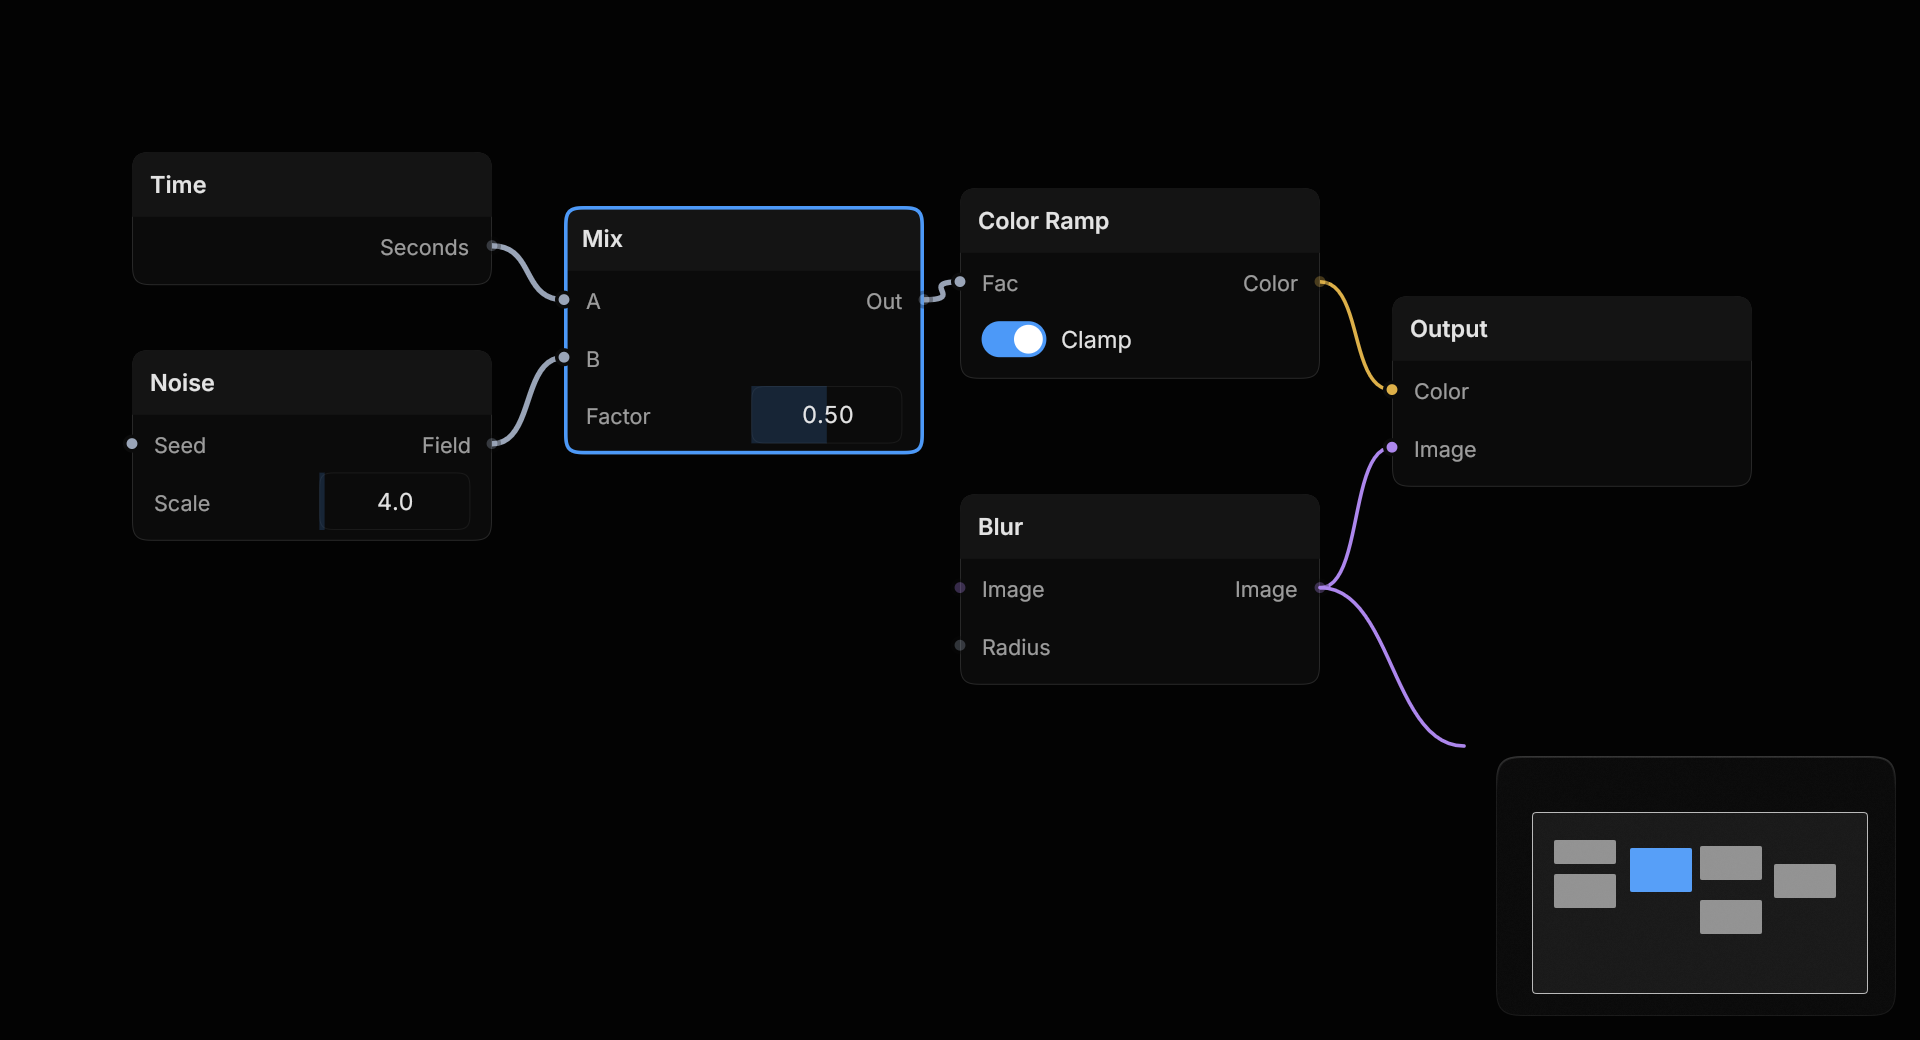 Time
Seconds
Noise
Seed
Field
Scale
4.0
Mix
A
Out
B
Factor
0.50
Color Ramp
Fac
Color
Clamp
Blur
Image
Image
Radius
Output
Color
Image